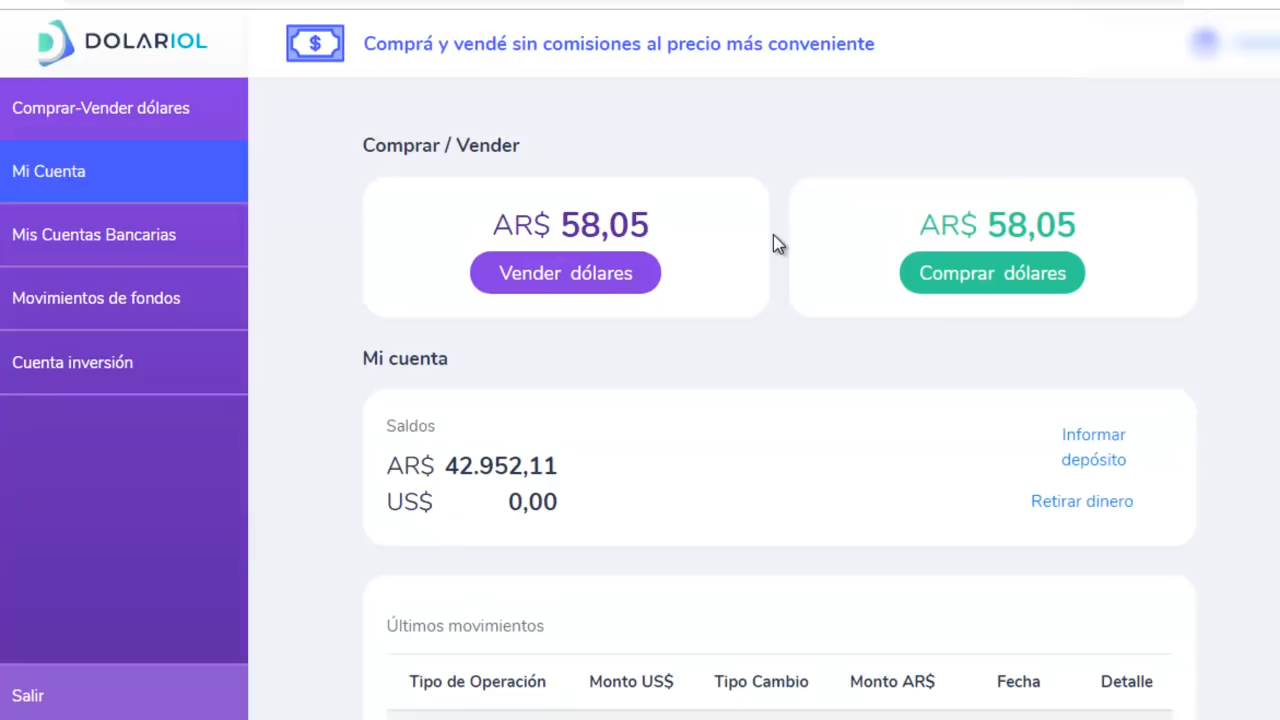 DOLARIOL
$ Comprá y vendé sin comisiones al precio más conveniente
Comprar-Vender dólares
Mi Cuenta
Mis Cuentas Bancarias
Movimientos de fondos
Cuenta inversión
Salir
Comprar / Vender
AR$ 58,05
Vender dólares
AR$ 58,05
Comprar dólares
Mi cuenta
Saldos
AR$ 42.952,11
US$ 0,00
Informar
depósito
Retirar dinero
Últimos movimientos
Tipo de Operación Monto US$ Tipo Cambio Monto AR$ Fecha Detalle